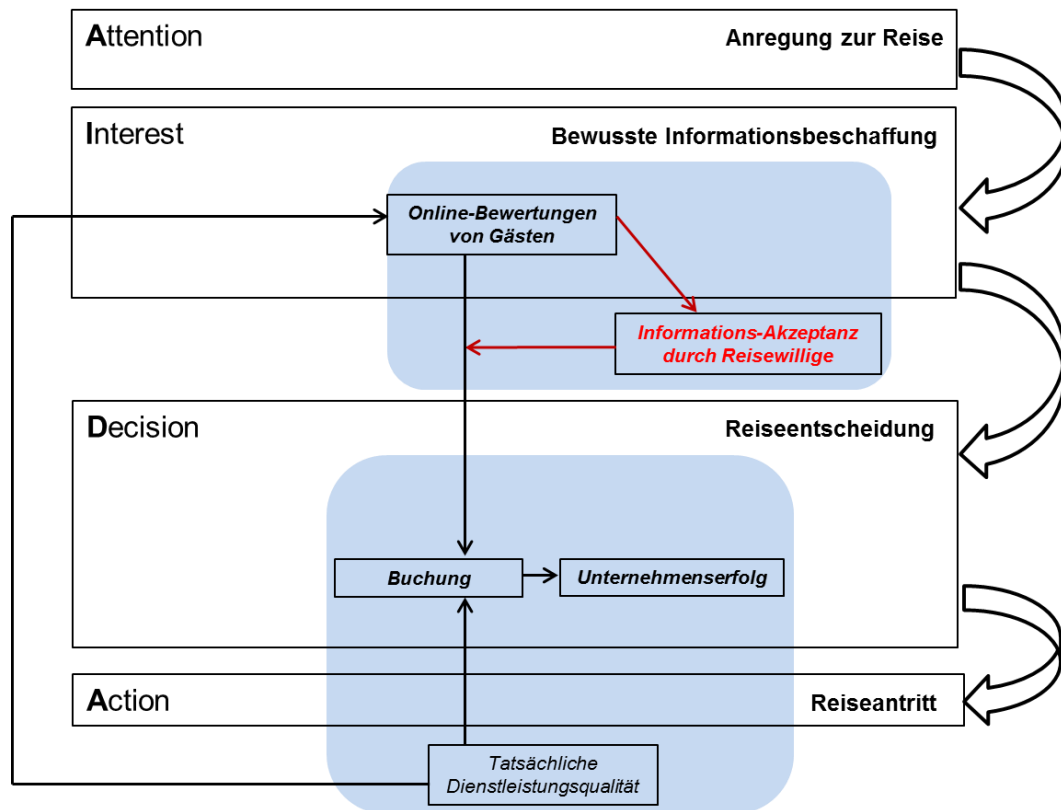 Attention
Anregung zur Reise
Interest
Bewusste Informationsbeschaffung
Online-Bewertungen
von Gästen
Informations-Akzeptanz
durch Reisewillige
Decision
Reiseentscheidung
Buchung
Unternehmenserfolg
Action
Reiseantritt
Tatsächliche
Dienstleistungsqualität